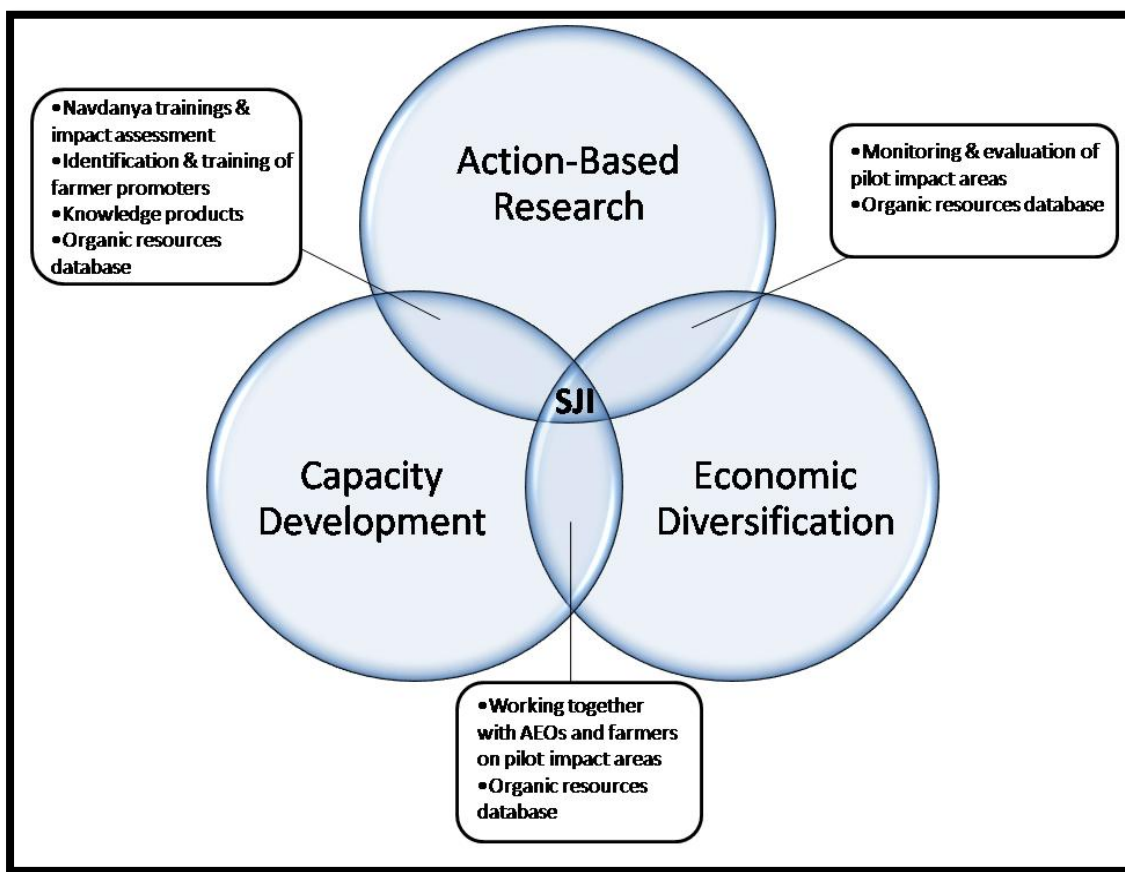 •Navdanya trainings &
impact assessment
•Identification & training of
farmer promoters
•Knowledge products
•Organic resources
database
Action-Based
Research
•Monitoring & evaluation of
pilot impact areas
•Organic resources database
SJI
Capacity
Development
Economic
Diversification
•Working together
with AEOs and farmers
on pilot impact areas
•Organic resources
database